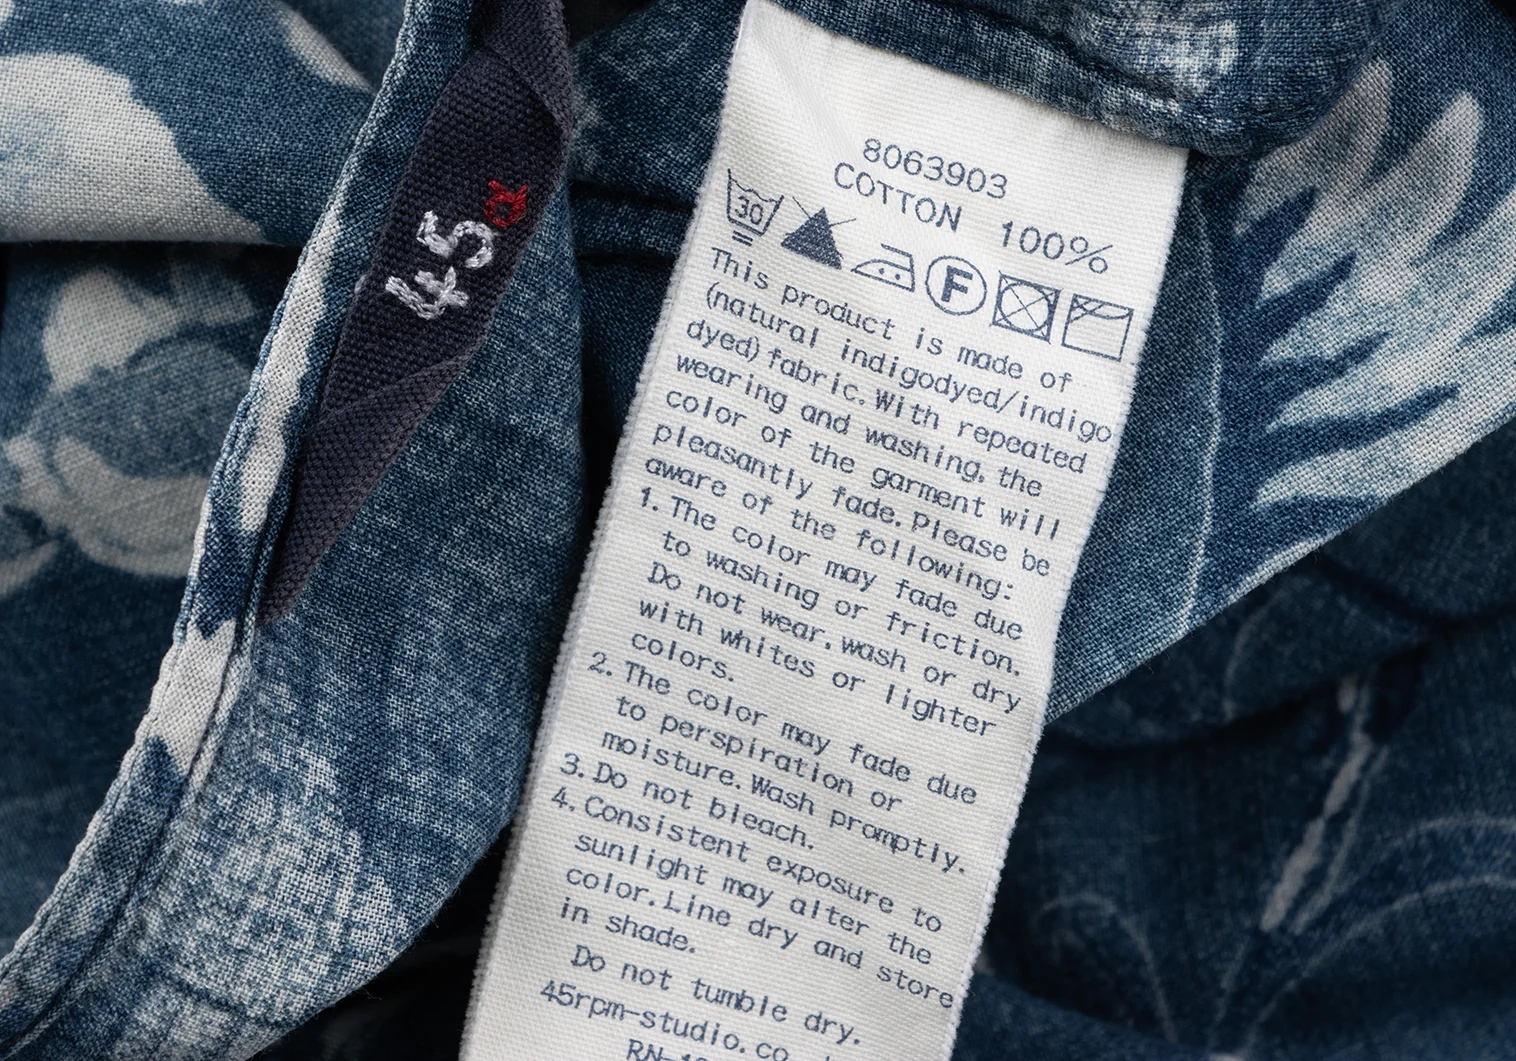 45
R
8063903
COTTON 100%
30
F
This product is made of
(natural indigodyed/indigo
dyed) fabric. With repeated
wearing and washing, the
color of the garment will
pleasantly fade. Please be
aware of the following:
1. The color may fade due
to washing or friction.
Do not wear, wash or dry
with whites or lighter
colors.
2. The color may fade due
to perspiration or
moisture. Wash promptly.
3. Do not bleach.
4. Consistent exposure to
sunlight may alter the
color. Line dry and store
in shade.
Do not tumble dry.
45rpm-studio.co